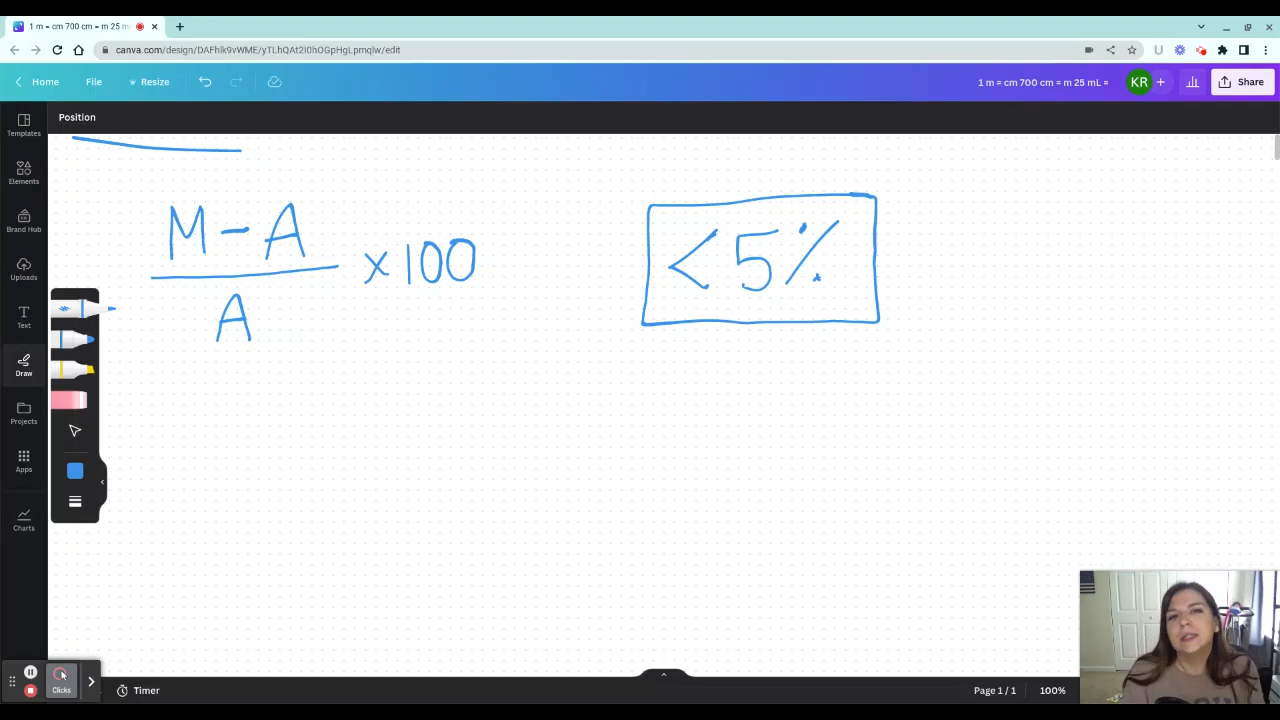 1 m = cm 700 cm = m 25 m
canva.com/design/DAFhlk9vWME/yTLhQAt2i0hOGpHgLpmqlw/edit
Home File Resize 1 m = cm 700 cm = m 25 mL = KR Share
Position
Templates
Elements
Brand Hub
Uploads
Text
Draw
Projects
Apps
Charts
M - A
A
x 100
< 5 %
Clicks
Timer
Page 1 / 1 100%